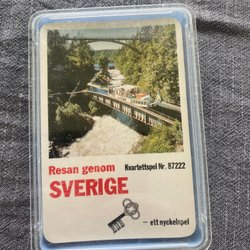 Resan genom Kvartettspel Nr. 87222
SVERIGE
– ett nyckelspel